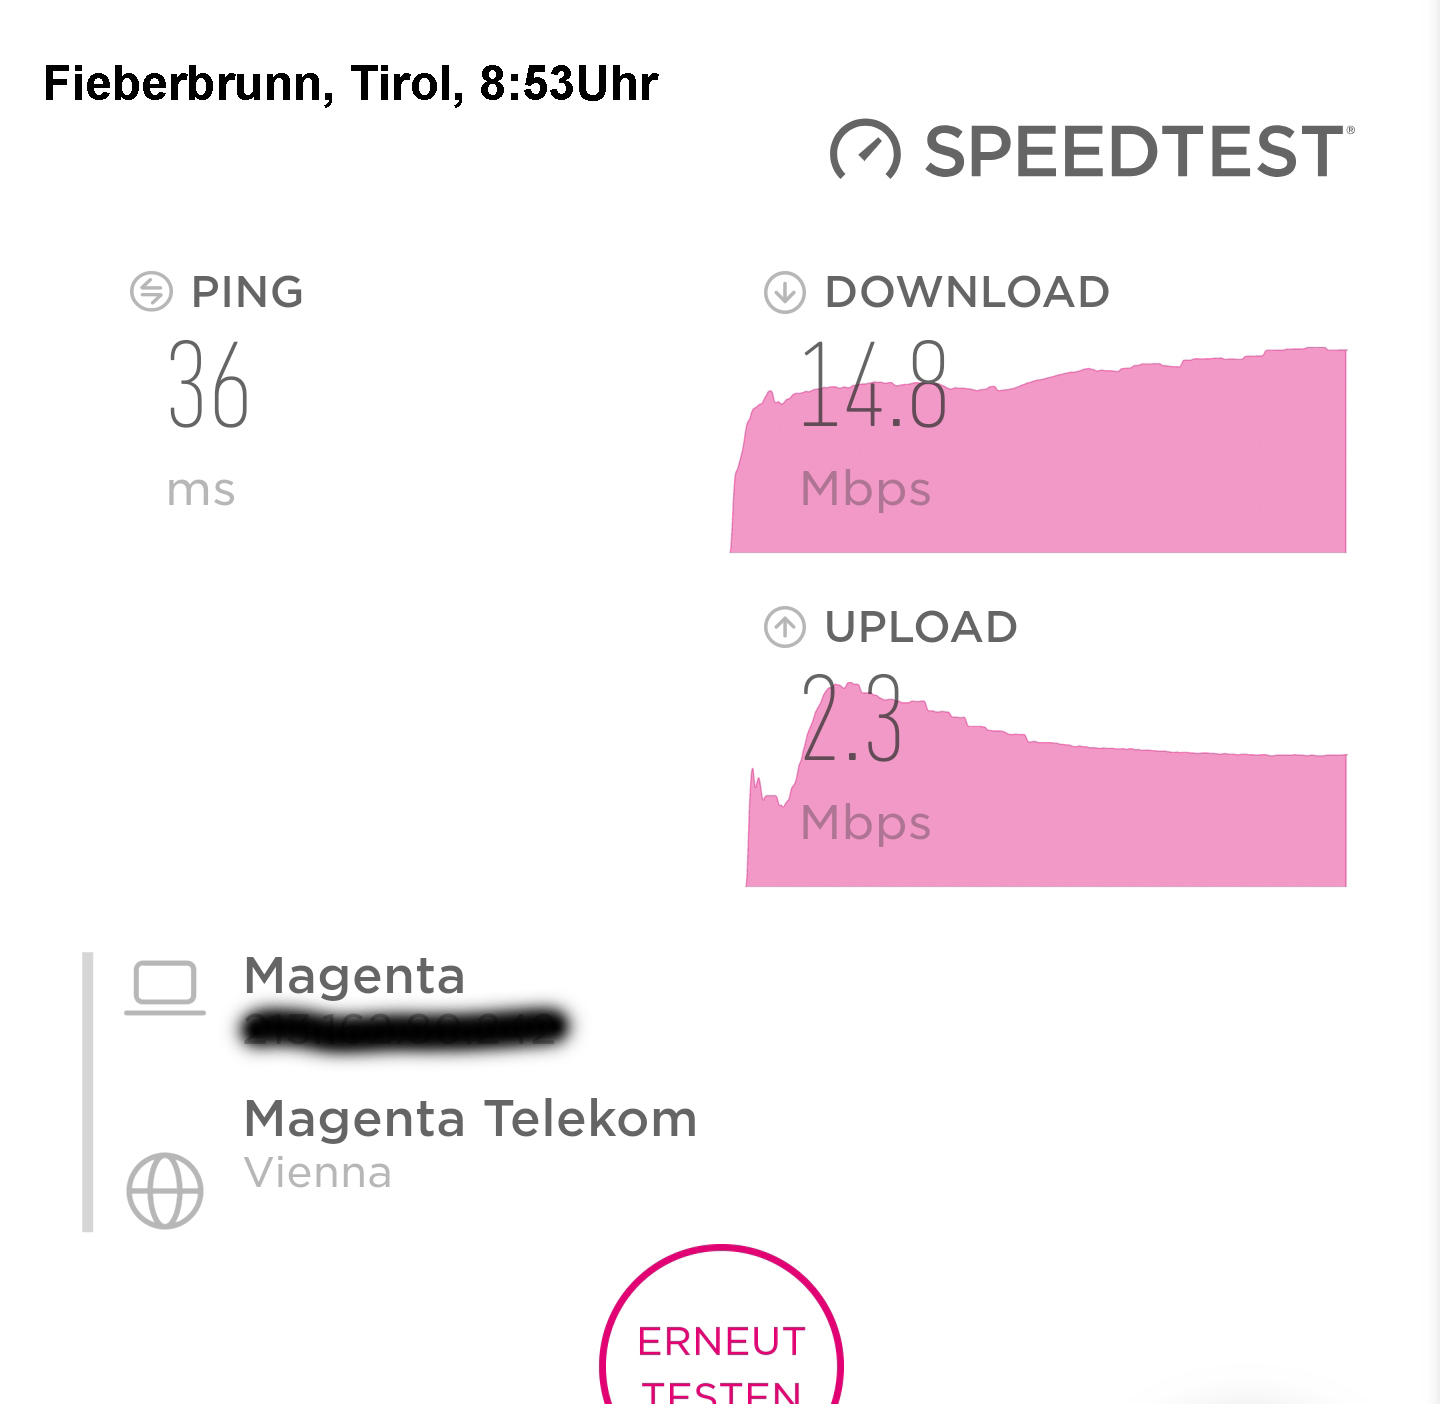 Fieberbrunn, Tirol, 8:53Uhr
SPEEDTEST®
PING
36
ms
DOWNLOAD
14.8
Mbps
UPLOAD
2.3
Mbps
Magenta
Magenta Telekom
Vienna
ERNEUT
TESTEN